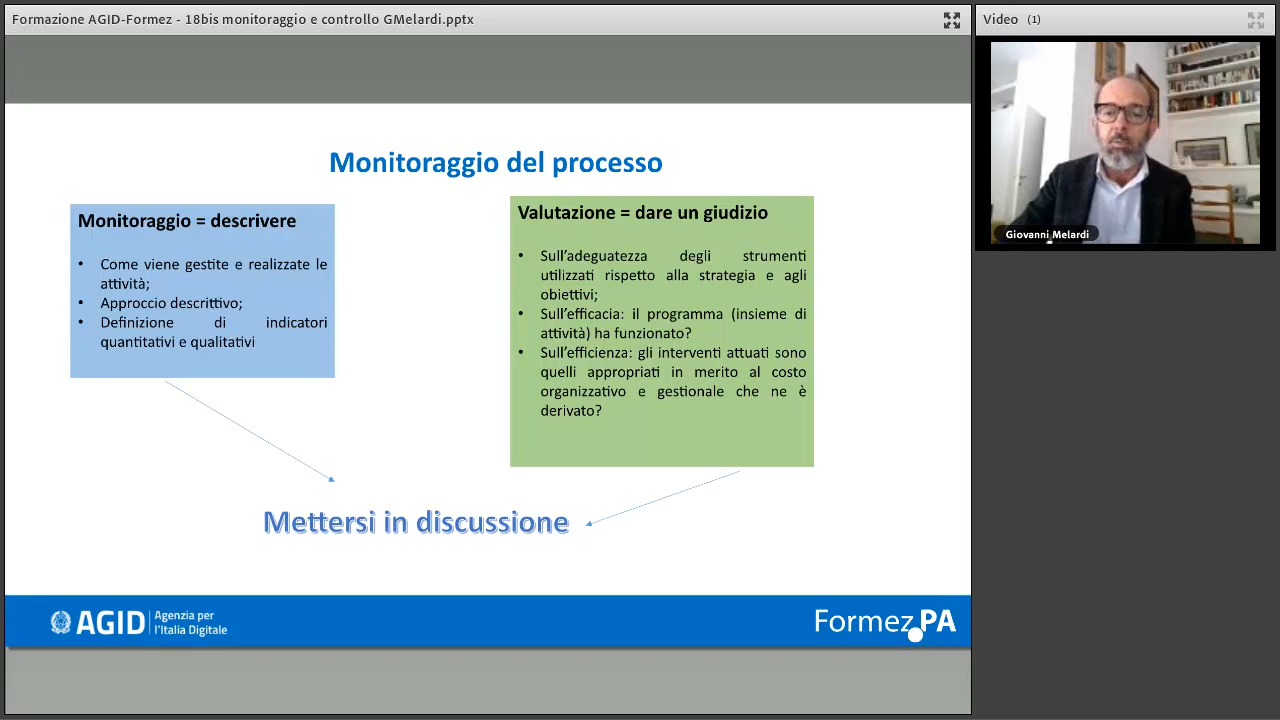 Formazione AGID-Formez - 18bis monitoraggio e controllo GMelardi.pptx
Video (1)
Giovanni Melardi
Monitoraggio del processo
Monitoraggio = descrivere
• Come viene gestite e realizzate le
attività;
• Approccio descrittivo;
• Definizione di indicatori
quantitativi e qualitativi
Valutazione = dare un giudizio
• Sull'adeguatezza degli strumenti
utilizzati rispetto alla strategia e agli
obiettivi;
• Sull'efficacia: il programma (insieme di
attività) ha funzionato?
• Sull'efficienza: gli interventi attuati sono
quelli appropriati in merito al costo
organizzativo e gestionale che ne è
derivato?
Mettersi in discussione
AGID
Agenzia per
l'Italia Digitale
Formez PA